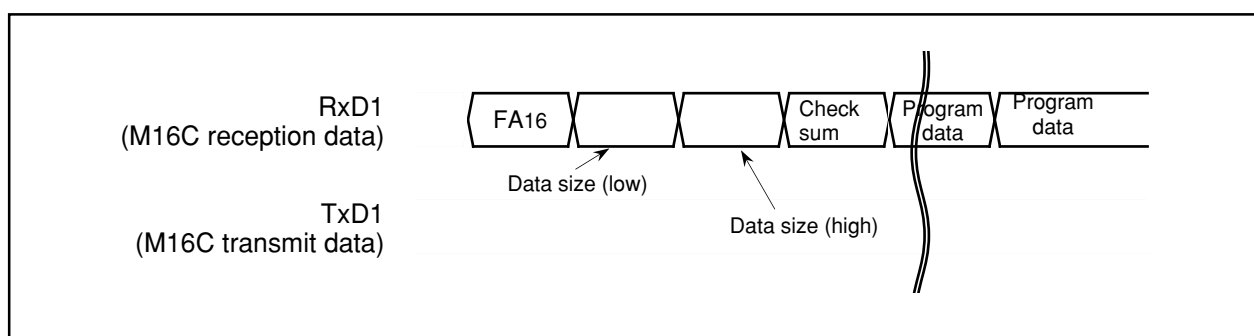 RxD1
(M16C reception data)
FA16
Check
sum
Program
data
Program
data
Data size (low)
Data size (high)
TxD1
(M16C transmit data)